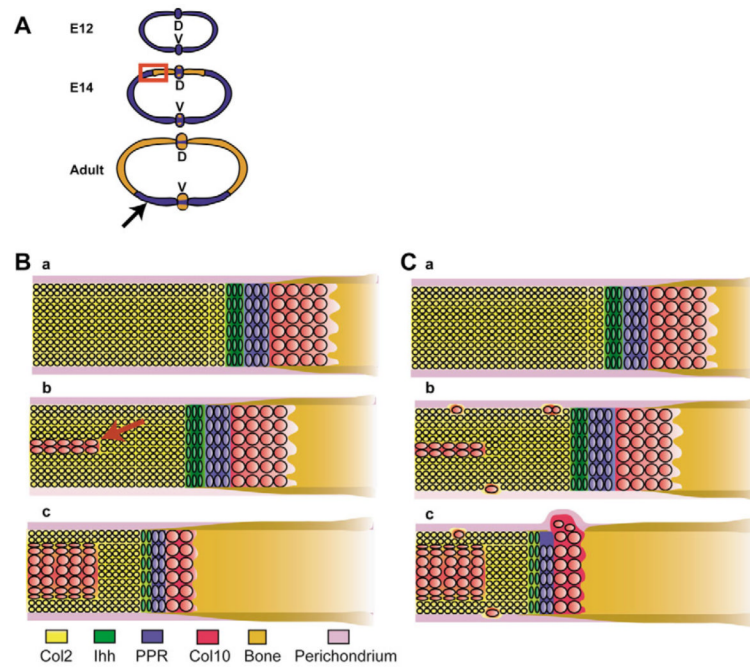 A
E12
D
V
E14
D
V
Adult
D
V
B
a
b
c
C
a
b
c
Col2 Ihh PPR Col10 Bone Perichondrium